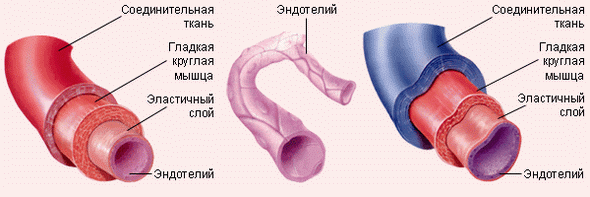 Соединительная
ткань
Гладкая
круглая
мышца
Эластичный
слой
Эндотелий
Эндотелий
Соединительная
ткань
Гладкая
круглая
мышца
Эластичный
слой
Эндотелий